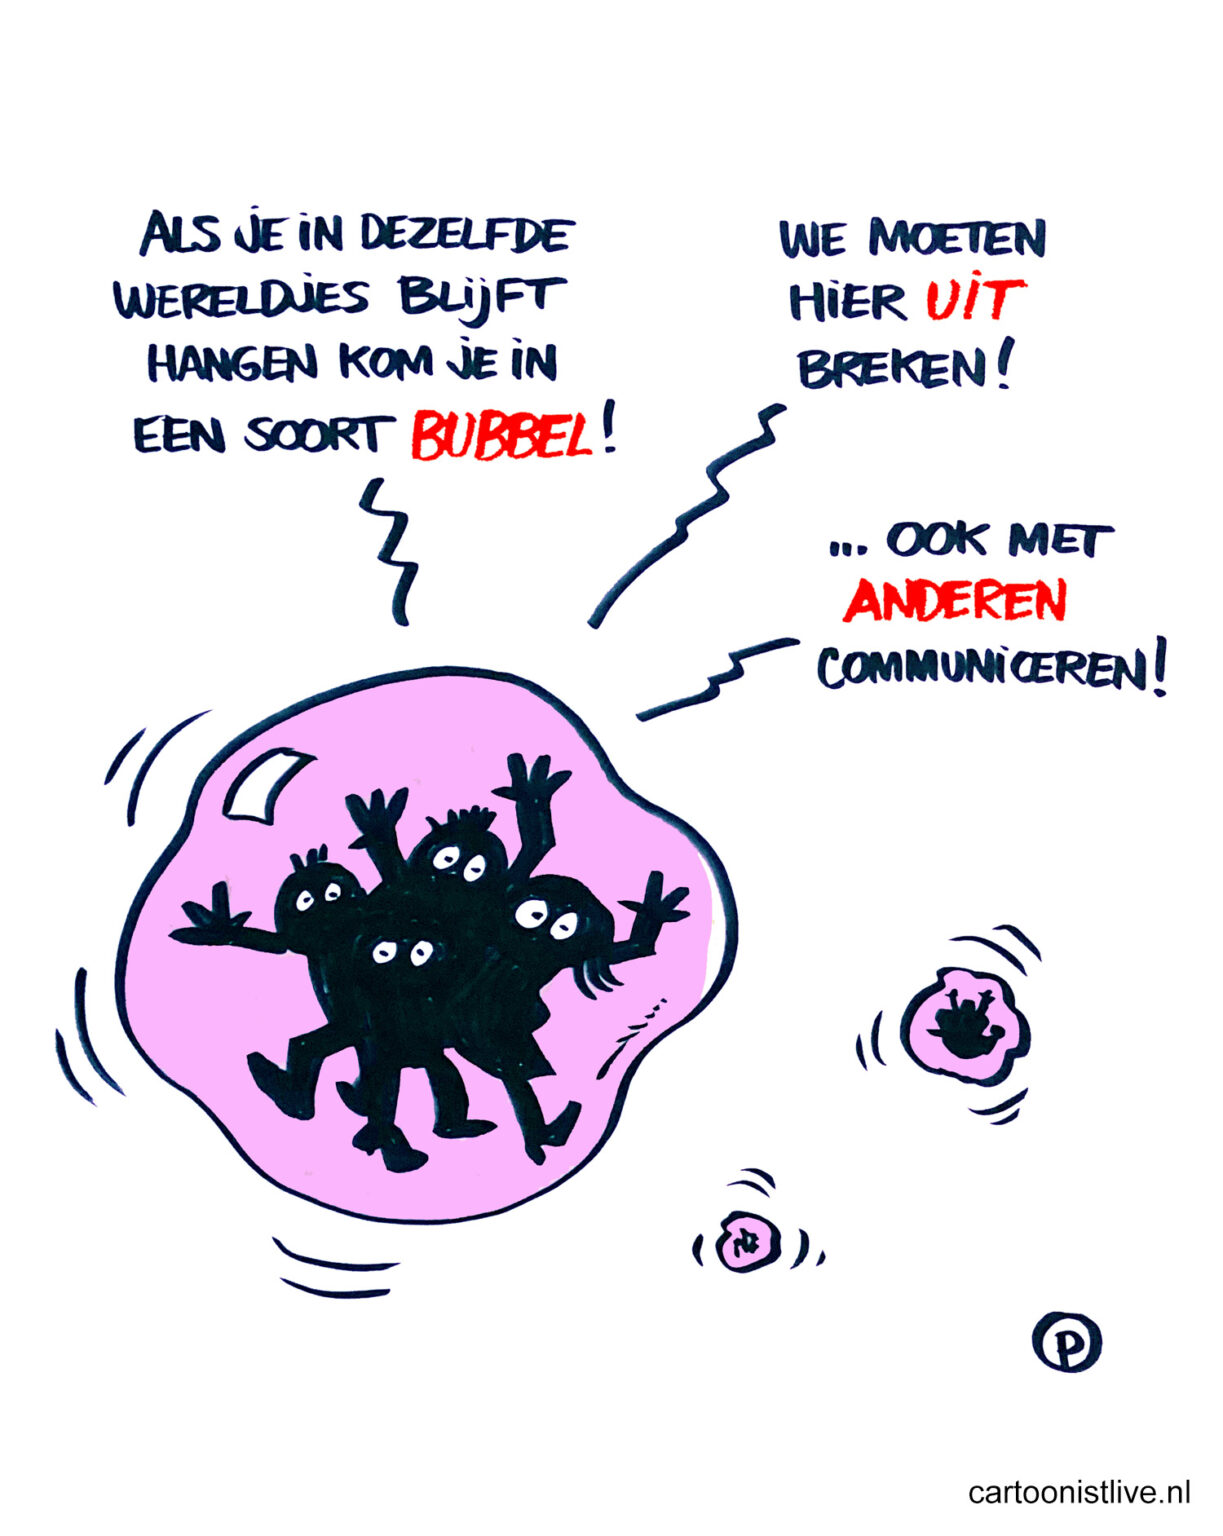 ALS JE IN DEZELFDE
WERELDJES BLIJFT
HANGEN KOM JE IN
EEN SOORT BUBBEL!
WE MOETEN
HIER UIT
BREKEN!
... OOK MET
ANDEREN
COMMUNICEREN!
P
cartoonistlive.nl